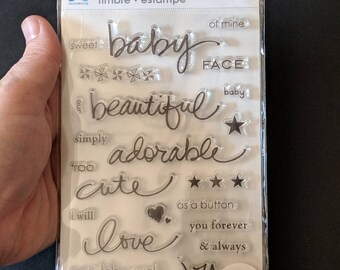 timbre • estampe
of mine
sweet
baby
FACE
our
baby
beautiful
simply
adorable
TOO
cute
as a button
i will
you forever
love
& always